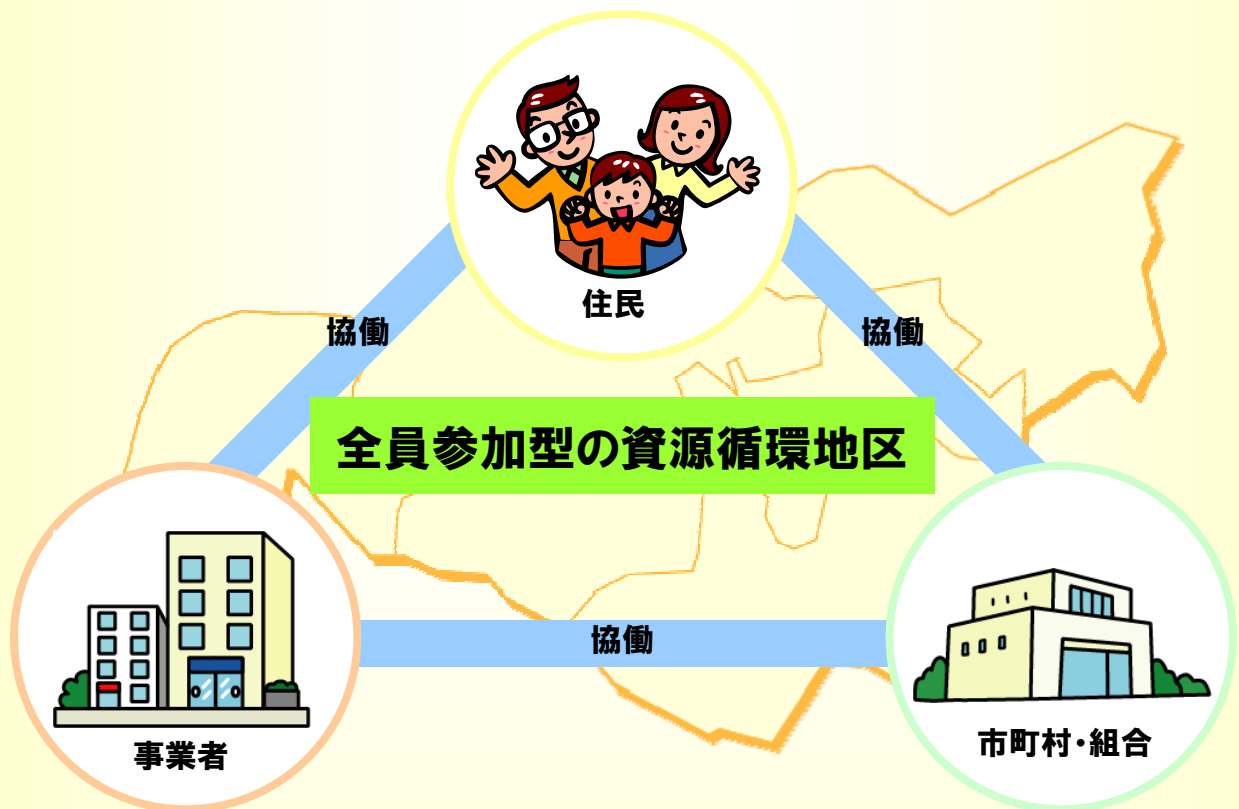 住民
協働
協働
全員参加型の資源循環地区
協働
事業者
市町村・組合